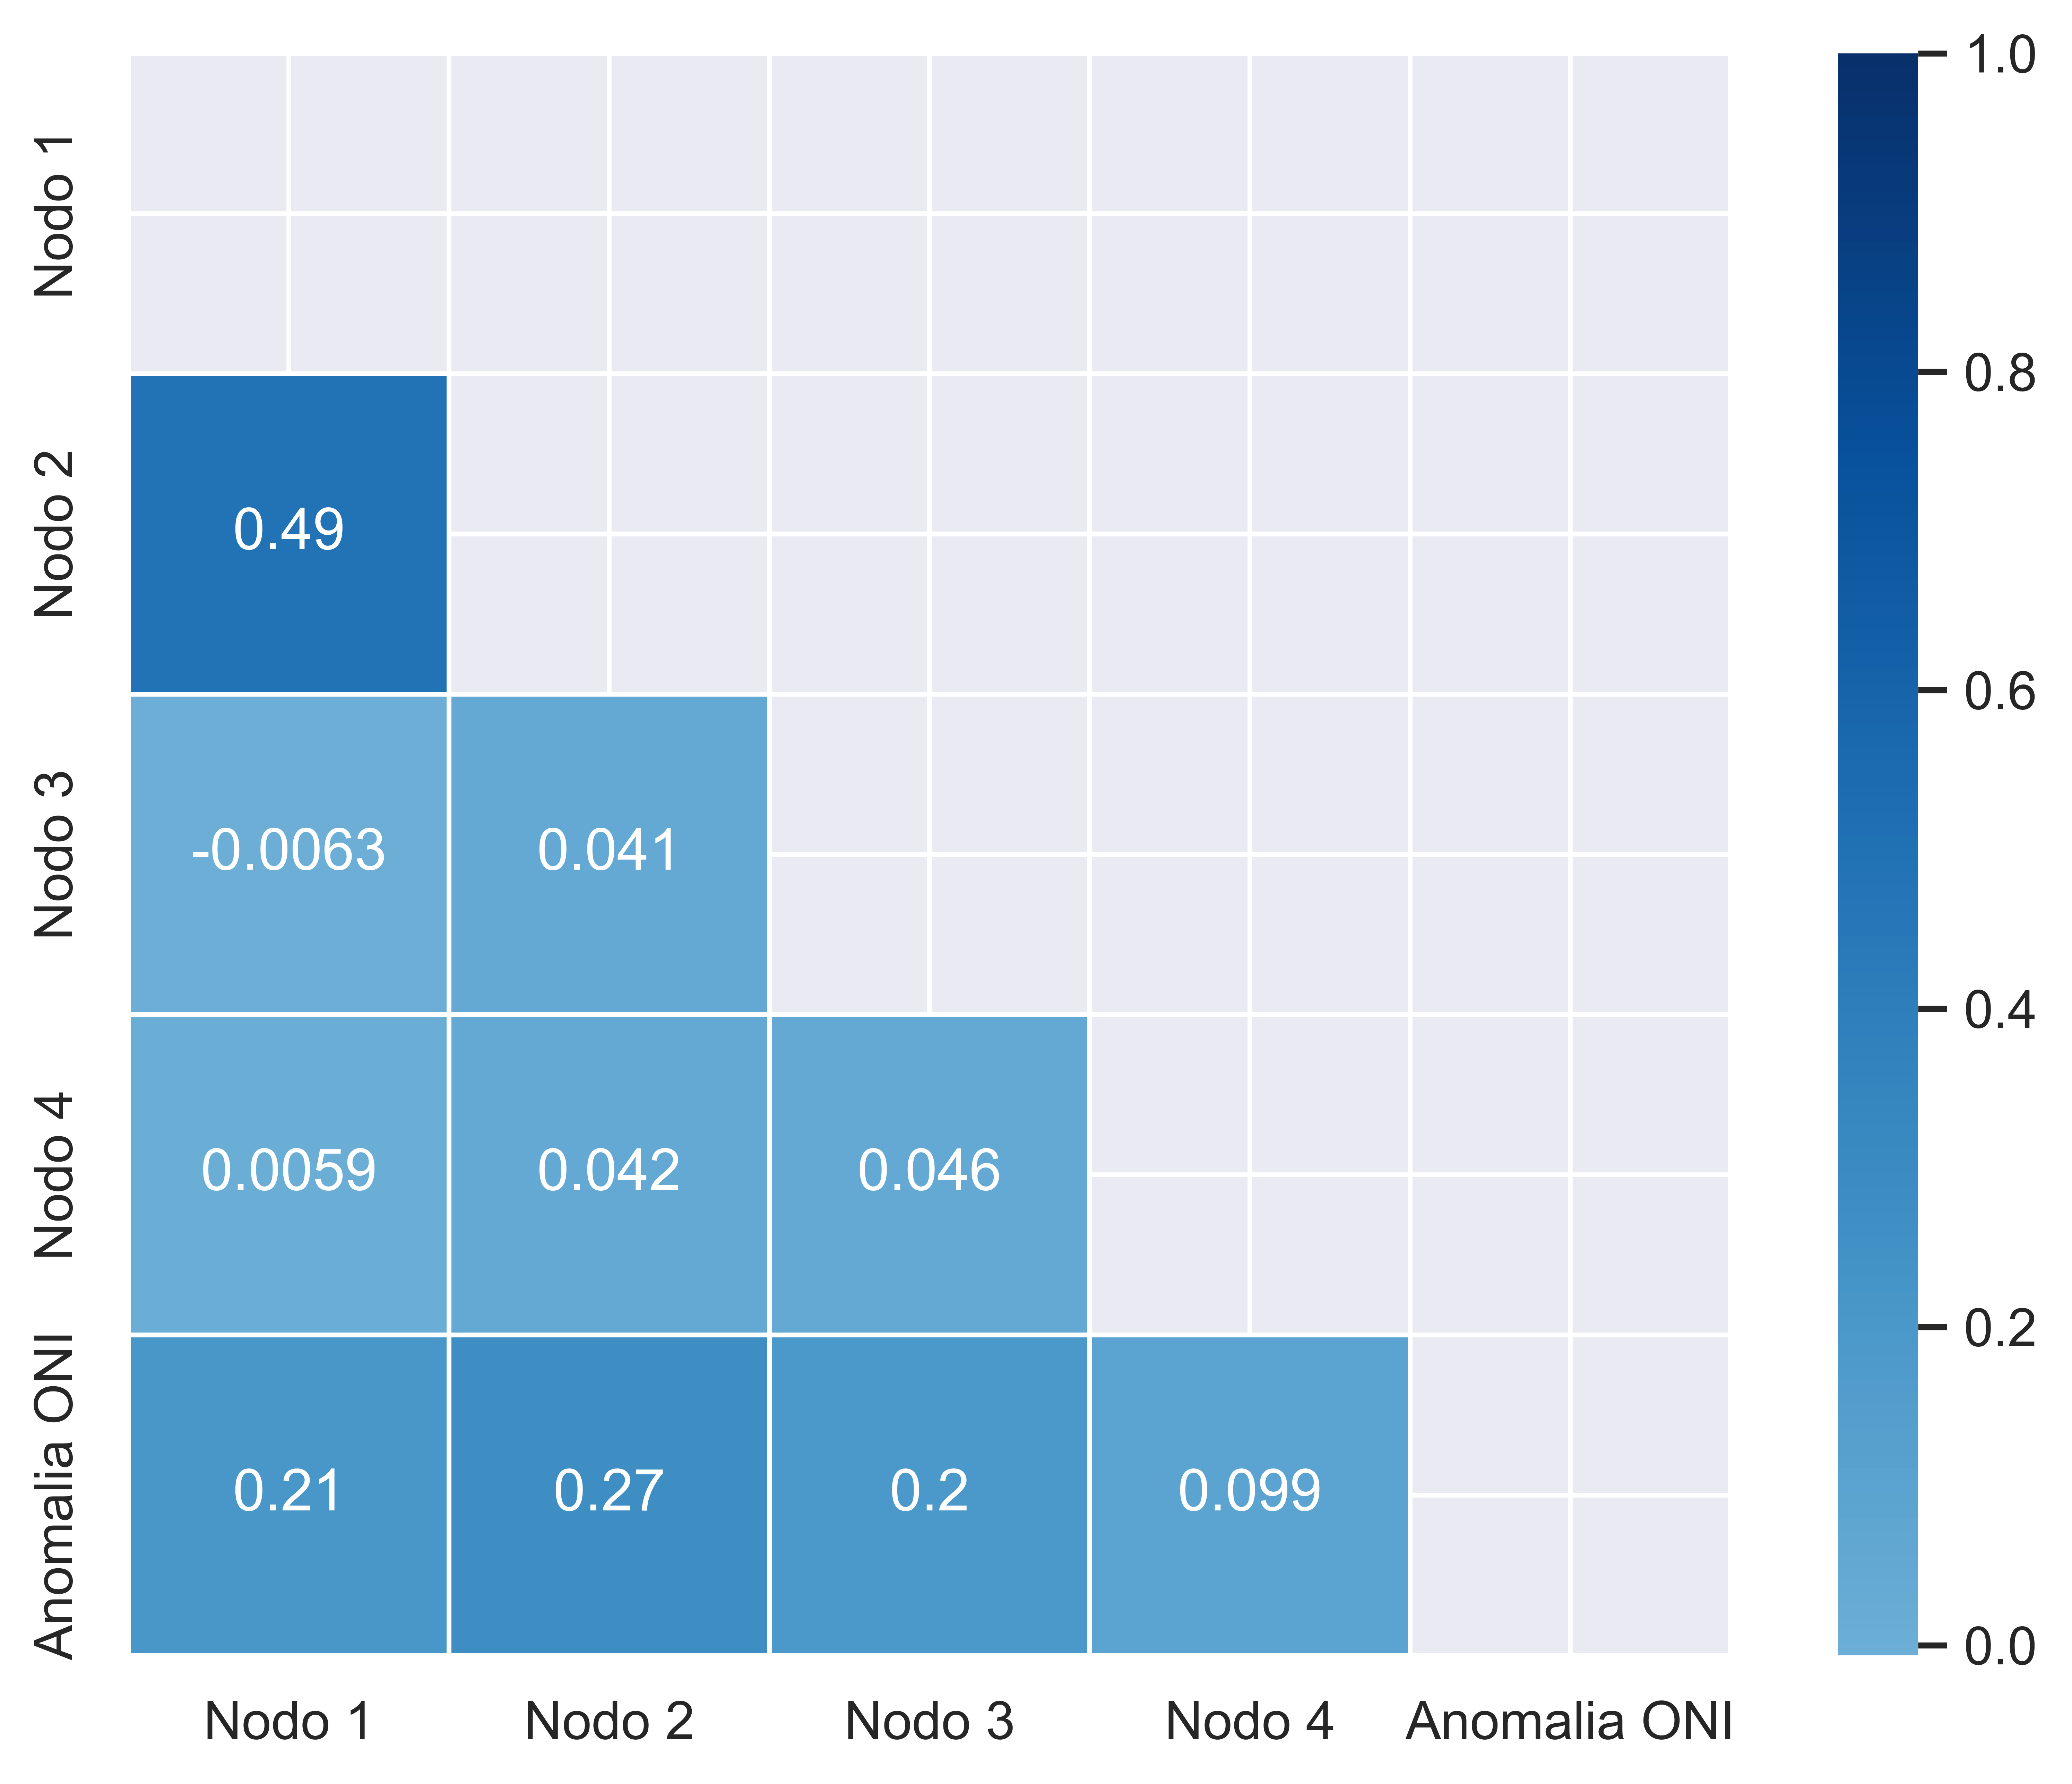 Nodo 1
Nodo 2
Nodo 3
Nodo 4
Anomalia ONI
0.49
-0.0063 0.041
0.0059 0.042 0.046
0.21 0.27 0.2 0.099
Nodo 1 Nodo 2 Nodo 3 Nodo 4 Anomalia ONI
1.0
0.8
0.6
0.4
0.2
0.0